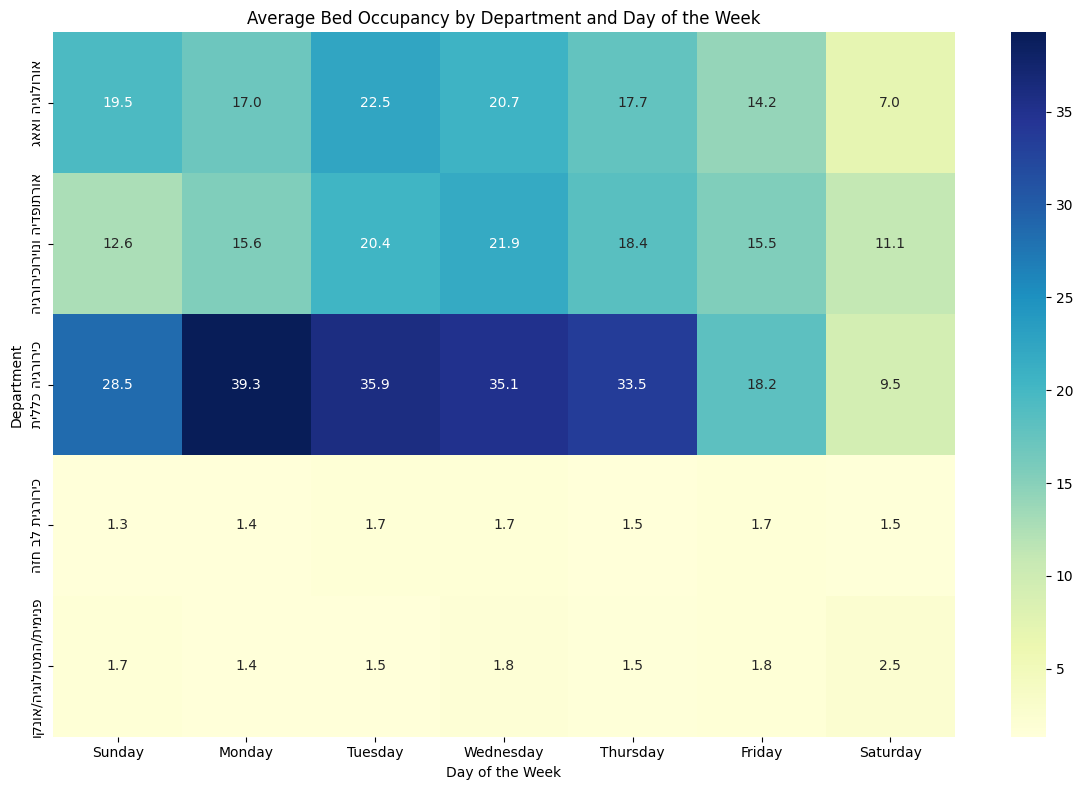 Average Bed Occupancy by Department and Day of the Week
Department
אורולוגיה ואאג
19.5 17.0 22.5 20.7 17.7 14.2 7.0
אורתופדיה ונוירוכירורגיה
12.6 15.6 20.4 21.9 18.4 15.5 11.1
כירורגיה כללית
28.5 39.3 35.9 35.1 33.5 18.2 9.5
כירורגית לב חזה
1.3 1.4 1.7 1.7 1.5 1.7 1.5
פנימית/המטולוגיה/אונקו
1.7 1.4 1.5 1.8 1.5 1.8 2.5
Sunday Monday Tuesday Wednesday Thursday Friday Saturday
Day of the Week
35
30
25
20
15
10
5